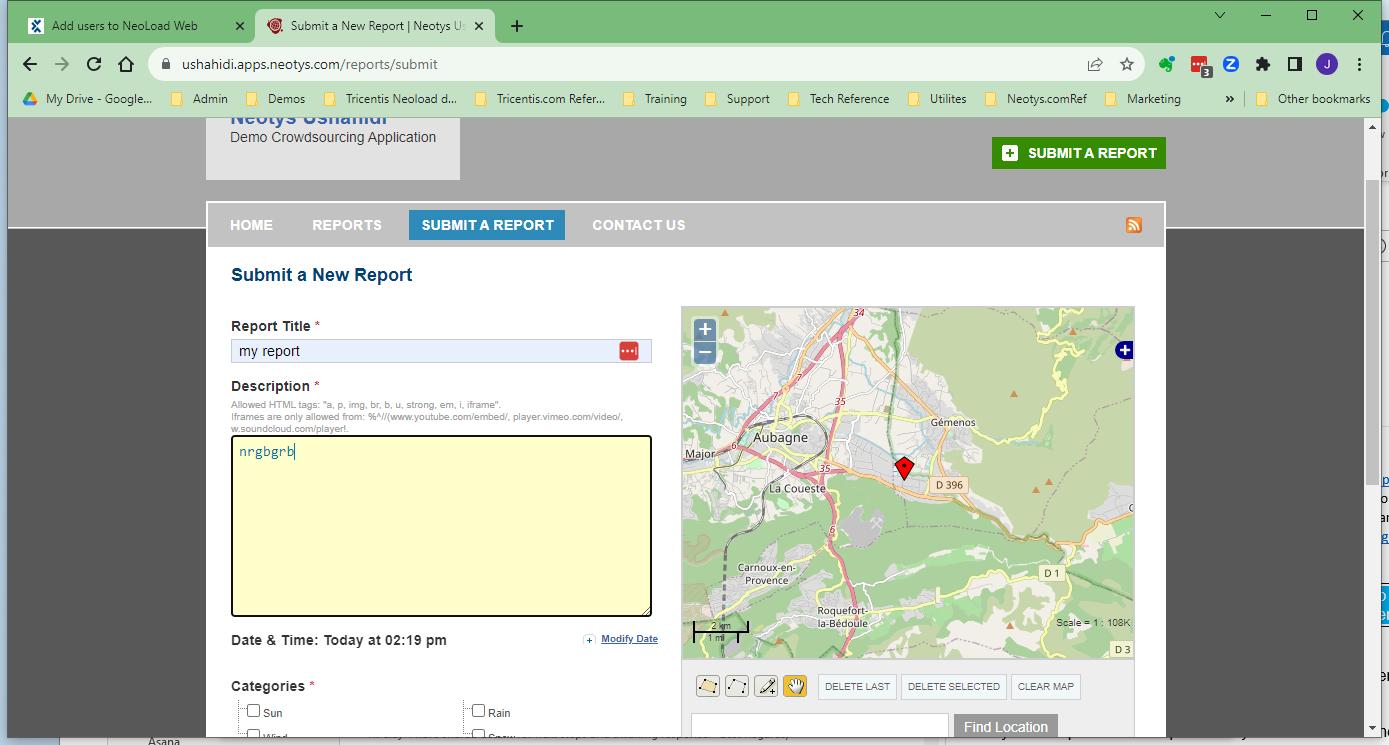 Add users to NeoLoad Web
Submit a New Report | Neotys Us
ushahidi.apps.neotys.com/reports/submit
3
Z
J
My Drive - Google...
Admin
Demos
Tricentis Neoload d...
Tricentis.com Refer...
Training
Support
Tech Reference
Utilites
Neotys.comRef
Marketing
»
Other bookmarks
Neotys Ushahidi
Demo Crowdsourcing Application
SUBMIT A REPORT
HOME
REPORTS
SUBMIT A REPORT
CONTACT US
Submit a New Report
Report Title *
my report
Description *
Allowed HTML tags: "a, p, img, br, b, u, strong, em, i, iframe".
Iframes are only allowed from: %^//(www.youtube.com/embed/, player.vimeo.com/video/,
w.soundcloud.com/player!.
nrgbgrb
Date & Time: Today at 02:19 pm
Modify Date
Categories *
Sun
Rain
Wind
Snow
34
7
35
7
Gémenos
Aubagne
6
Major
35
D 396
La Coueste
6
Carnoux-en-
Provence
D 1
Roquefort-
la-Bédoule
2 km
1 mi
Scale = 1 : 108K
D 3
DELETE LAST
DELETE SELECTED
CLEAR MAP
Find Location
Asana